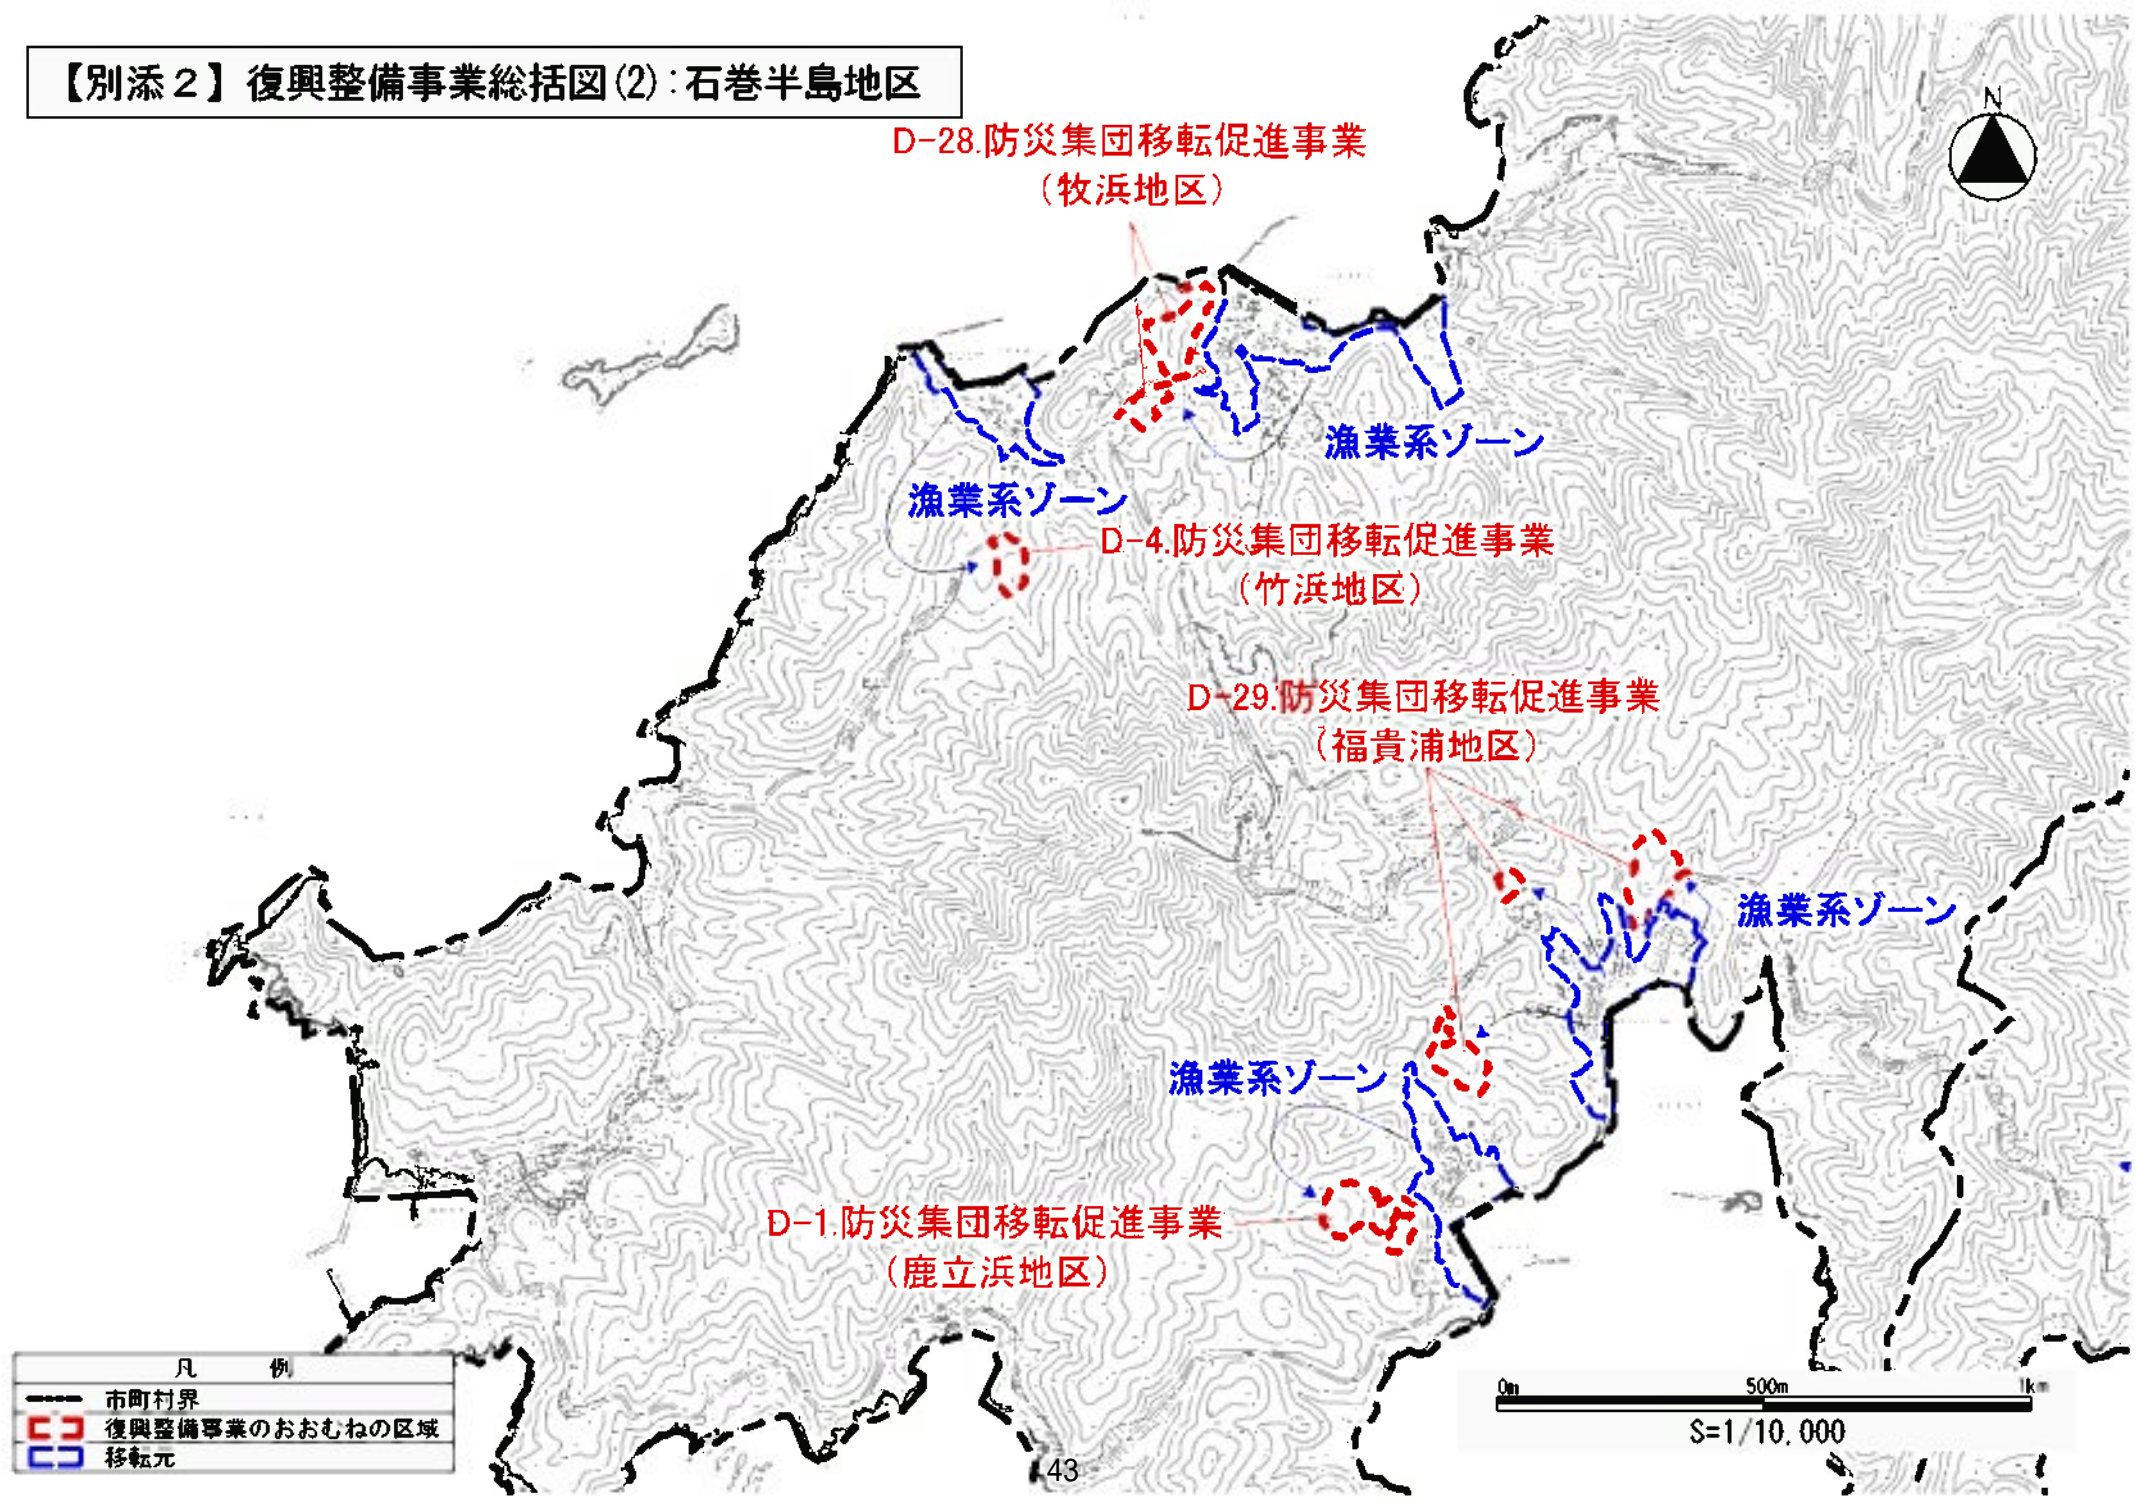 【別添２】復興整備事業総括図(2):石巻半島地区
N
D-28.防災集団移転促進事業
(牧浜地区)
漁業系ゾーン
漁業系ゾーン
D-4.防災集団移転促進事業
(竹浜地区)
D-29.防災集団移転促進事業
(福貴浦地区)
漁業系ゾーン
漁業系ゾーン
D-1.防災集団移転促進事業
(鹿立浜地区)
凡 例
市町村界
復興整備事業のおおむねの区域
移転元
0m 500m 1km
S=1/10,000
43